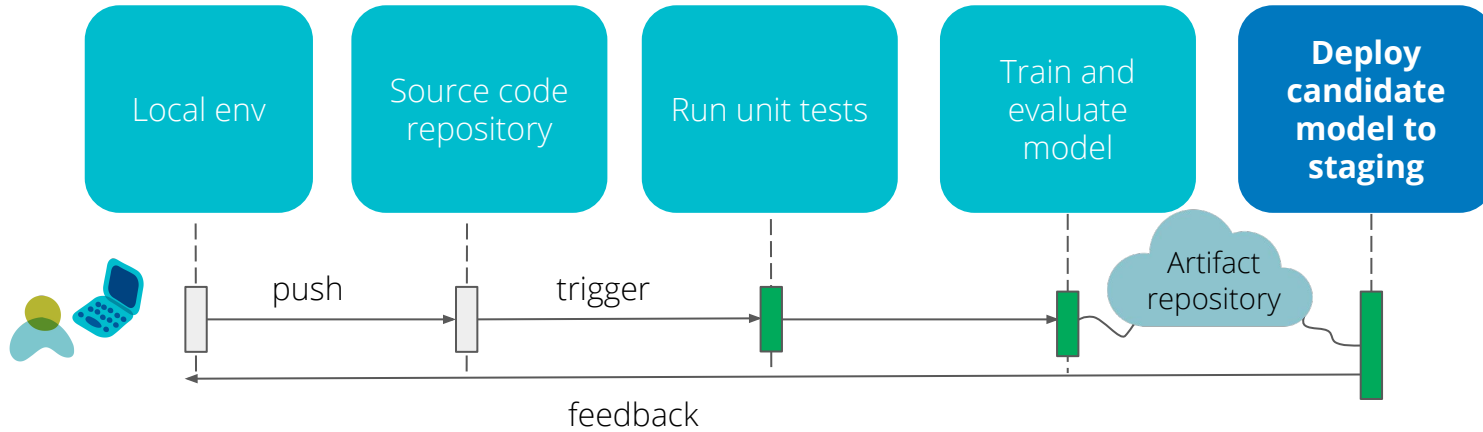 Local env
Source code
repository
Run unit tests
Train and
evaluate
model
Deploy
candidate
model to
staging
push
trigger
Artifact
repository
feedback